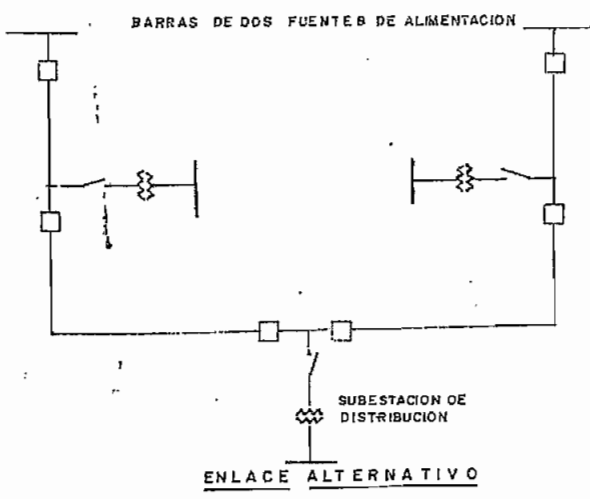 BARRAS DE DOS FUENTES DE ALIMENTACION
SUBESTACION DE
DISTRIBUCION
ENLACE ALTERNATIVO